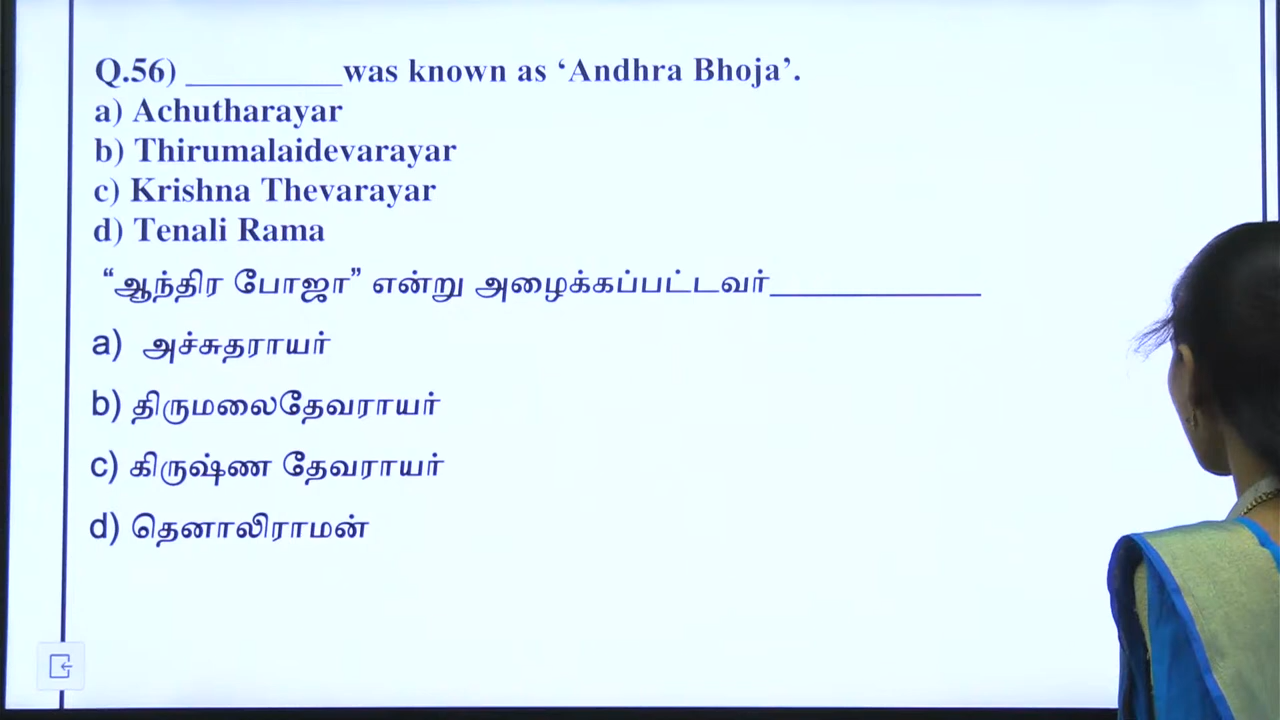 Q.56) __________was known as ‘Andhra Bhoja’.
a) Achutharayar
b) Thirumalaidevarayar
c) Krishna Thevarayar
d) Tenali Rama
“ஆந்திர போஜா” என்று அழைக்கப்பட்டவர்______________
a) அச்சுதராயர்
b) திருமலைதேவராயர்
c) கிருஷ்ண தேவராயர்
d) தெனாலிராமன்